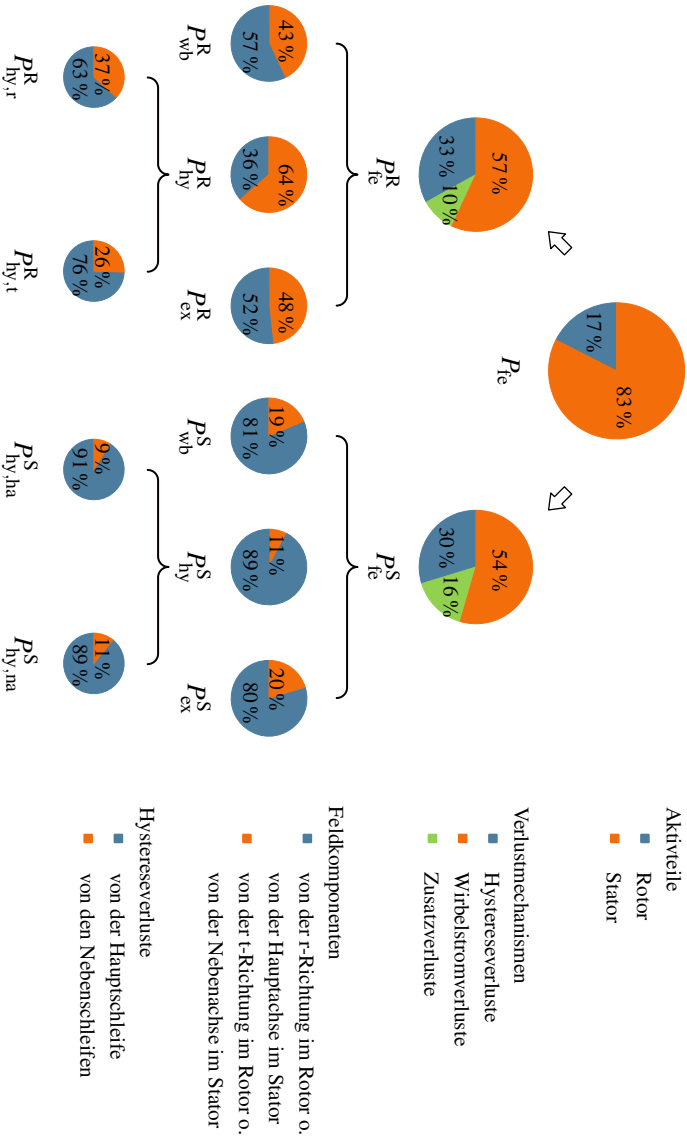 83 %
17 %
P_fe
Aktivteile
Rotor
Stator
57 %
33 %
10 %
P^R_fe
54 %
30 %
16 %
P^S_fe
Verlustmechanismen
Hystereseverluste
Wirbelstromverluste
Zusatzverluste
43 %
57 %
P^R_wb
64 %
36 %
P^R_hy
48 %
52 %
P^R_ex
19 %
81 %
P^S_wb
11 %
89 %
P^S_hy
20 %
80 %
P^S_ex
Feldkomponenten
von der r-Richtung im Rotor o.
von der Hauptachse im Stator
von der t-Richtung im Rotor o.
von der Nebenachse im Stator
37 %
63 %
P^R_hy,r
26 %
76 %
P^R_hy,t
9 %
91 %
P^S_hy,ha
11 %
89 %
P^S_hy,na
Hystereseverluste
von der Hauptschleife
von den Nebenschleifen